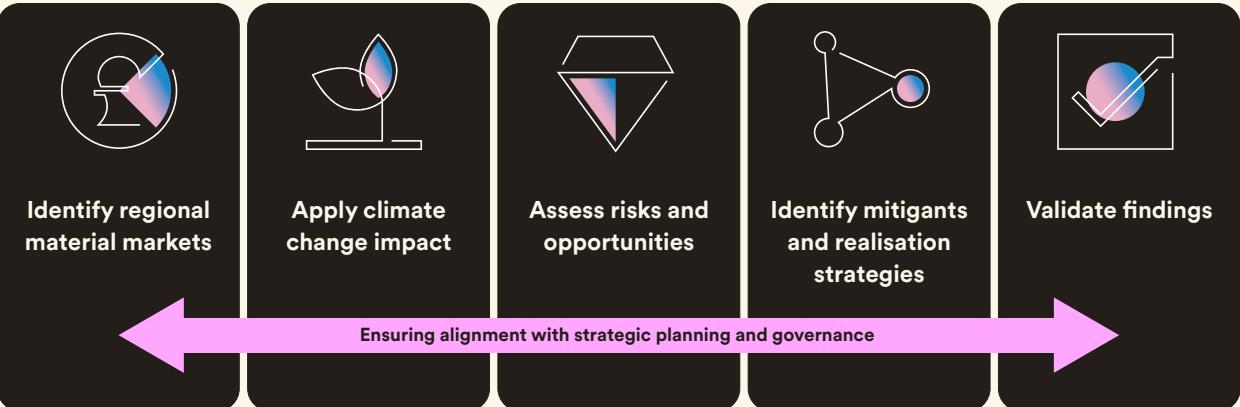 Identify regional
material markets
Apply climate
change impact
Assess risks and
opportunities
Identify mitigants
and realisation
strategies
Validate findings
Ensuring alignment with strategic planning and governance